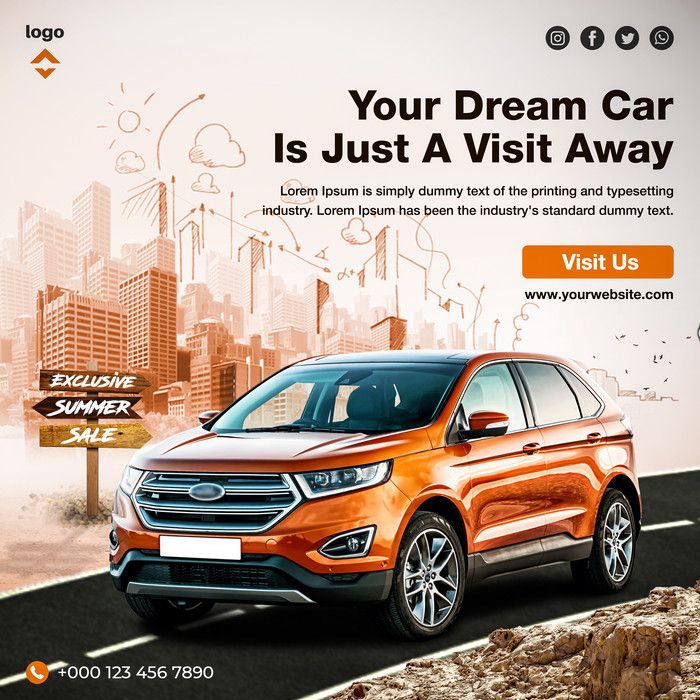 logo
Your Dream Car
Is Just A Visit Away
Lorem Ipsum is simply dummy text of the printing and typesetting
industry. Lorem Ipsum has been the industry's standard dummy text.
Visit Us
www.yourwebsite.com
EXCLUSIVE
SUMMER
SALE
+000 123 456 7890